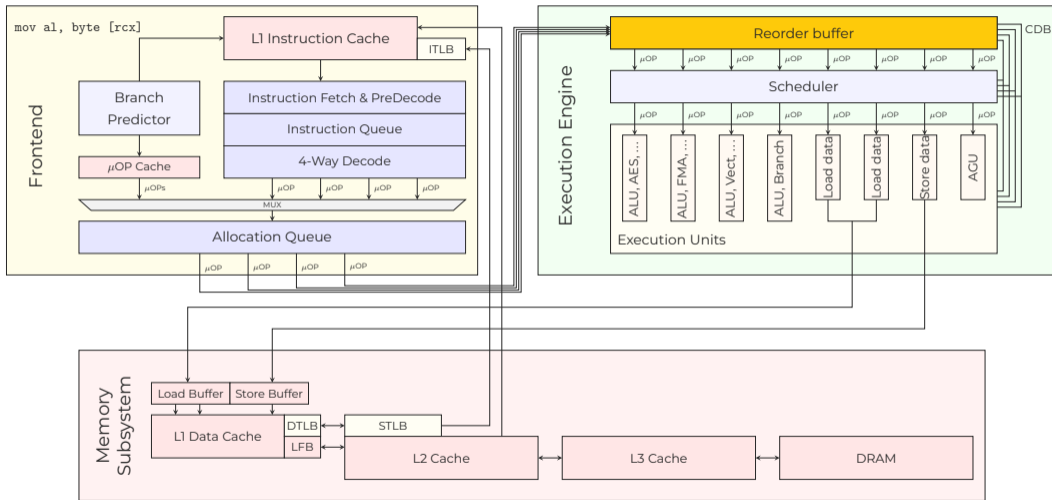 mov al, byte [rcx]
Frontend
L1 Instruction Cache
ITLB
Branch
Predictor
μOP Cache
μOPs
Instruction Fetch & PreDecode
Instruction Queue
4-Way Decode
μOP
μOP
μOP
μOP
MUX
Allocation Queue
μOP
μOP
μOP
μOP
Execution Engine
Reorder buffer
CDB
μOP
μOP
μOP
μOP
μOP
μOP
μOP
μOP
Scheduler
μOP
μOP
μOP
μOP
μOP
μOP
μOP
μOP
ALU, AES, ...
ALU, FMA, ...
ALU, Vect, ...
ALU, Branch
Load data
Load data
Store data
AGU
Execution Units
Memory
Subsystem
Load Buffer
Store Buffer
L1 Data Cache
DTLB
LFB
STLB
L2 Cache
L3 Cache
DRAM